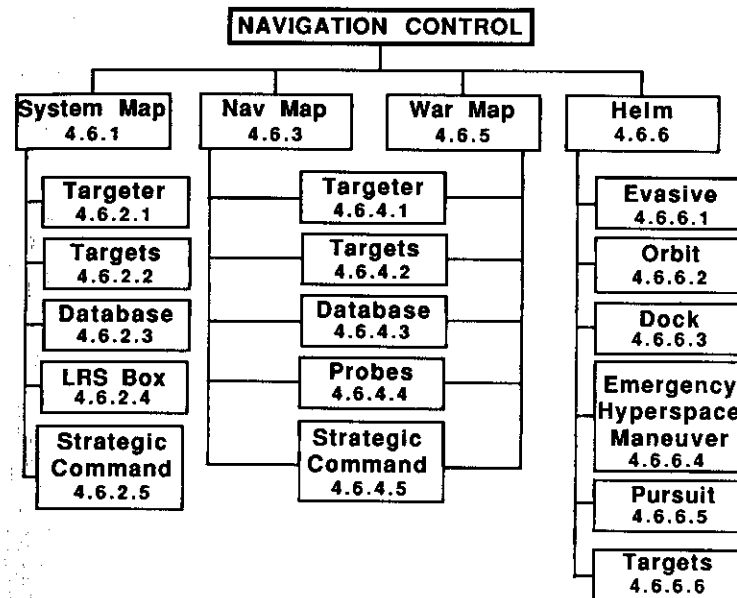 NAVIGATION CONTROL
System Map
4.6.1
Nav Map
4.6.3
War Map
4.6.5
Helm
4.6.6
Targeter
4.6.2.1
Targets
4.6.2.2
Database
4.6.2.3
LRS Box
4.6.2.4
Strategic
Command
4.6.2.5
Targeter
4.6.4.1
Targets
4.6.4.2
Database
4.6.4.3
Probes
4.6.4.4
Strategic
Command
4.6.4.5
Evasive
4.6.6.1
Orbit
4.6.6.2
Dock
4.6.6.3
Emergency
Hyperspace
Maneuver
4.6.6.4
Pursuit
4.6.6.5
Targets
4.6.6.6